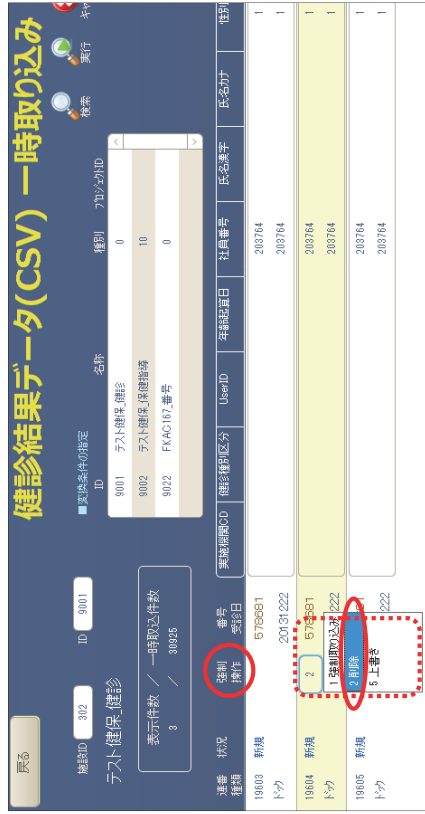 戻る
健診結果データ(CSV) 一時取り込み
検索
実行
キャ
施設ID 302 ID 9001
テスト健保_健診
表示件数 / 一時取込件数
3 30925
■変換条件の指定
ID 名称 種別 プロジェクトID
9001 テスト健保_健診 0
9002 テスト健保_保健指導 10
9022 FKAC167_番号 0
連番 状況 強制 番号 実施機関CD 健診種別区分 UserID 年齢起算日 社員番号 氏名漢字 氏名カナ 性別
種類 操作 受診日
19603 新規 578681 203764 1
ドック 20131222 203764 1
19604 新規 2 578681 203764 1
ドック 222 203764 1
1 強制取り込み
2 削除
5 上書き
19605 新規 203764 1
ドック 222 203764 1